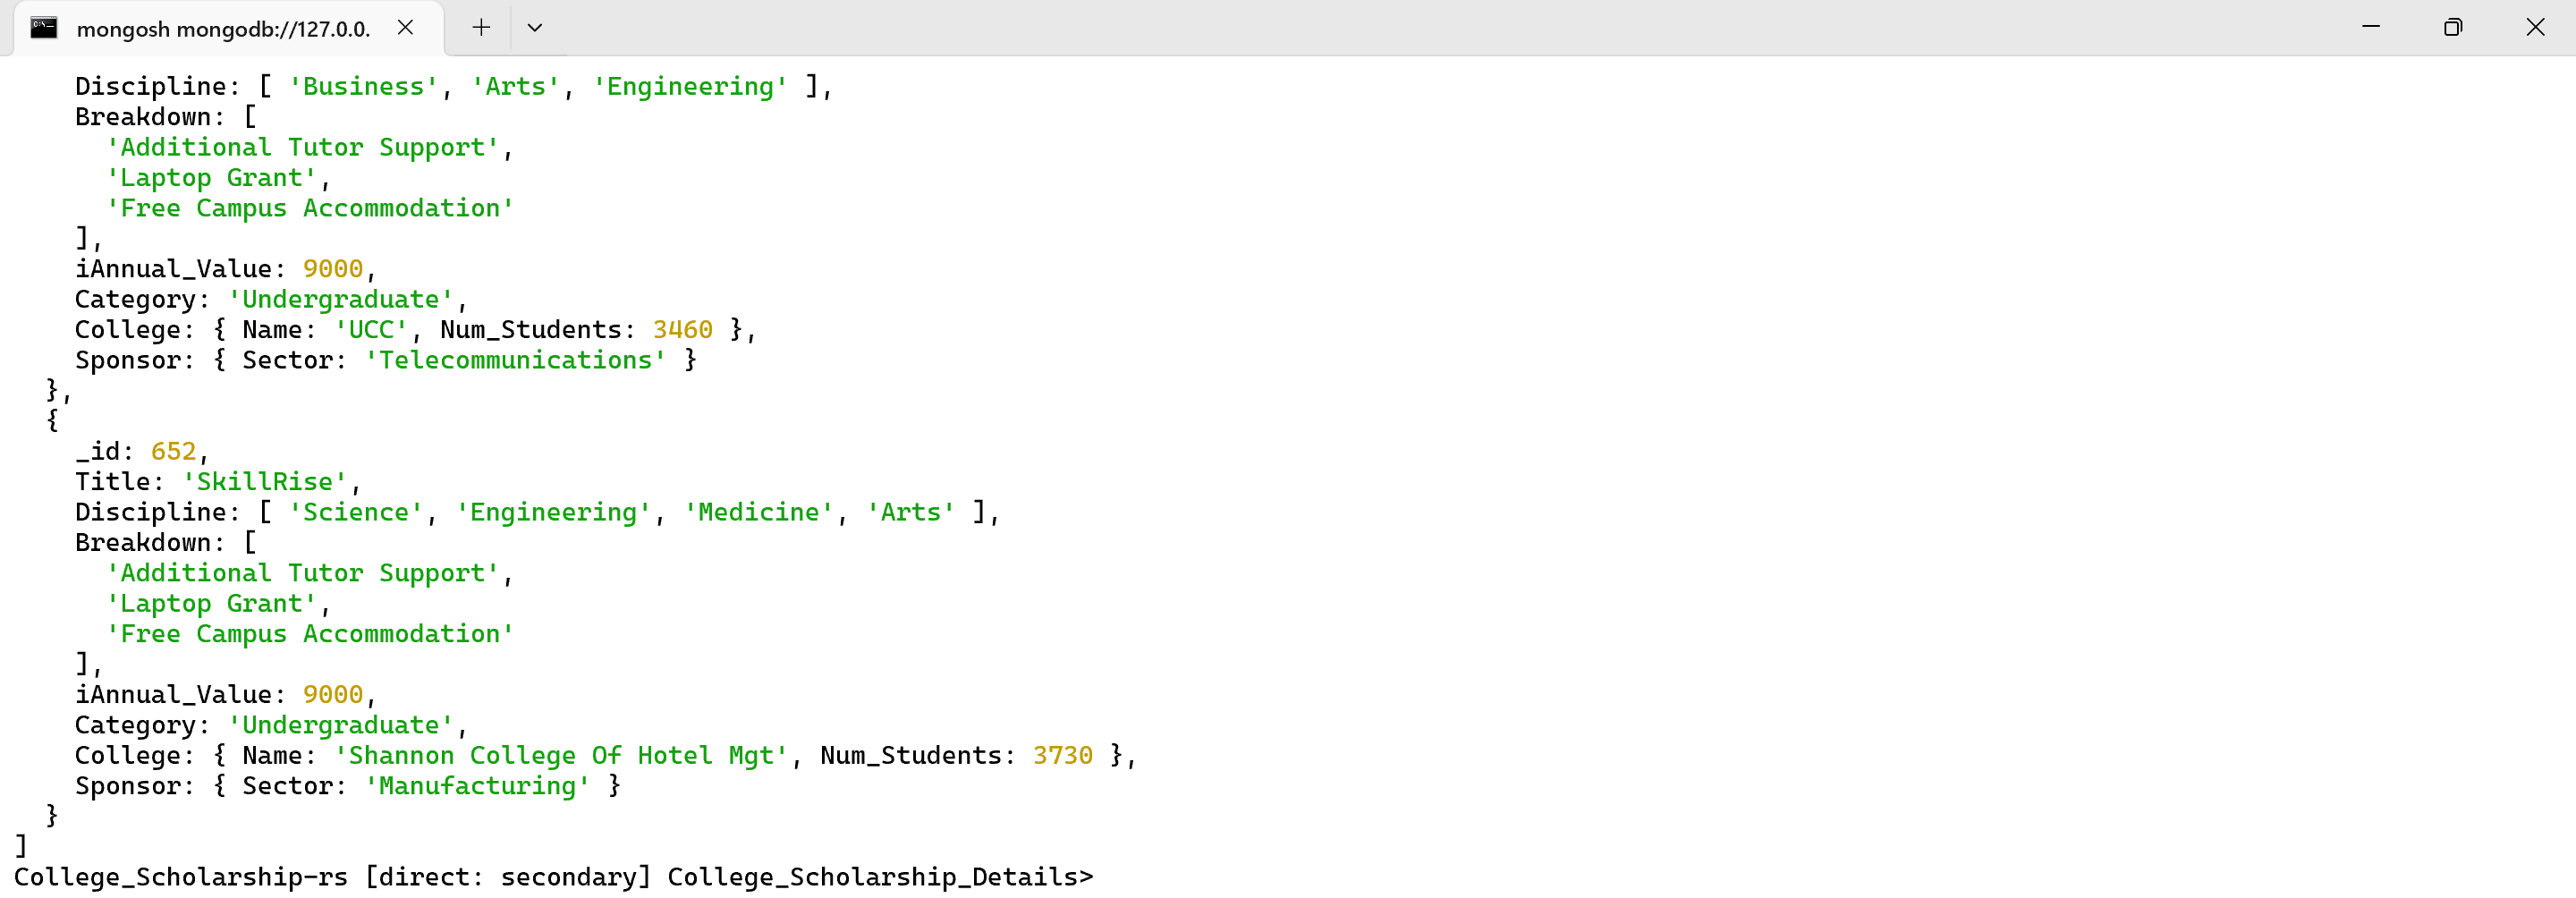 mongosh mongodb://127.0.0.
Discipline: [ 'Business', 'Arts', 'Engineering' ],
Breakdown: [
'Additional Tutor Support',
'Laptop Grant',
'Free Campus Accommodation'
],
iAnnual_Value: 9000,
Category: 'Undergraduate',
College: { Name: 'UCC', Num_Students: 3460 },
Sponsor: { Sector: 'Telecommunications' }
},
{
_id: 652,
Title: 'SkillRise',
Discipline: [ 'Science', 'Engineering', 'Medicine', 'Arts' ],
Breakdown: [
'Additional Tutor Support',
'Laptop Grant',
'Free Campus Accommodation'
],
iAnnual_Value: 9000,
Category: 'Undergraduate',
College: { Name: 'Shannon College Of Hotel Mgt', Num_Students: 3730 },
Sponsor: { Sector: 'Manufacturing' }
}
]
College_Scholarship-rs [direct: secondary] College_Scholarship_Details>